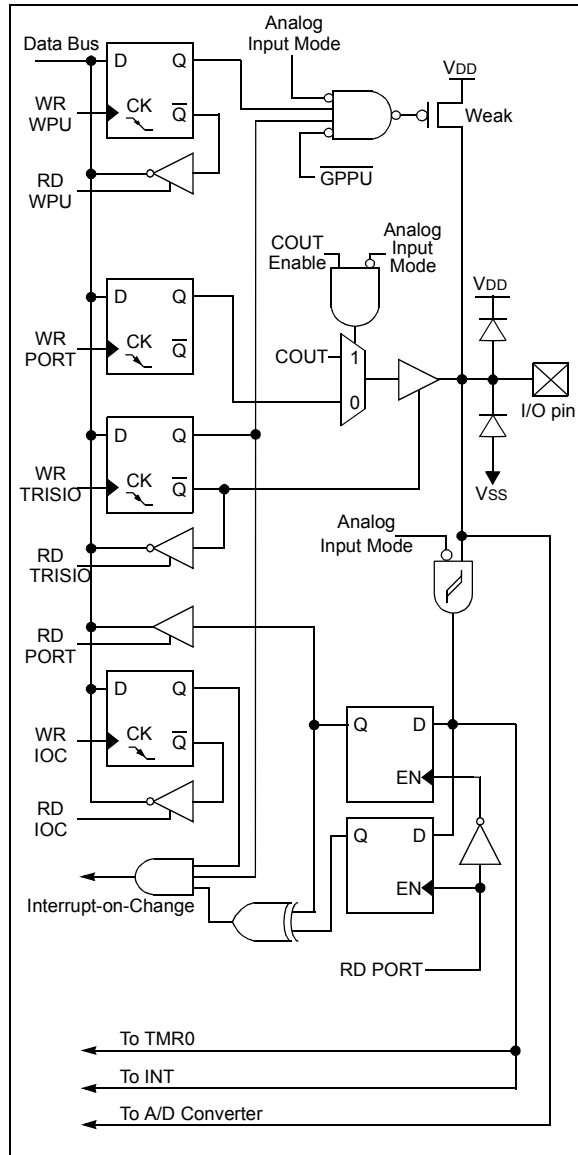 Analog
Input Mode
Data Bus
D Q
VDD
WR
WPU
CK
Q
Weak
RD
WPU
GPPU
COUT
Enable
Analog
Input
Mode
D Q
VDD
WR
PORT
CK
Q
COUT
1
0
I/O pin
D Q
WR
TRISIO
CK
Q
VSS
Analog
Input Mode
RD
TRISIO
RD
PORT
D Q
WR
IOC
CK
Q
Q D
EN
RD
IOC
Q D
EN
Interrupt-on-Change
RD PORT
To TMR0
To INT
To A/D Converter